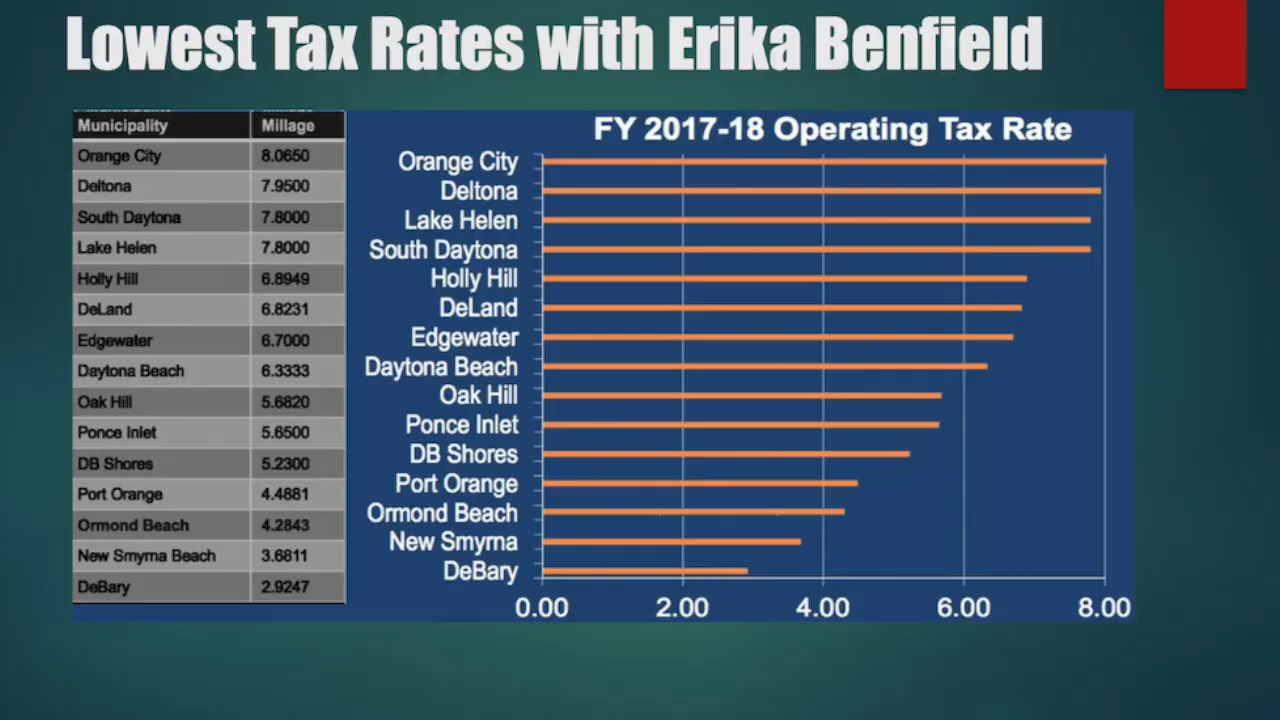 Lowest Tax Rates with Erika Benfield
Municipality Millage
Orange City 8.0650
Deltona 7.9500
South Daytona 7.8000
Lake Helen 7.8000
Holly Hill 6.8949
DeLand 6.8231
Edgewater 6.7000
Daytona Beach 6.3333
Oak Hill 5.6820
Ponce Inlet 5.6500
DB Shores 5.2300
Port Orange 4.4881
Ormond Beach 4.2843
New Smyrna Beach 3.6811
DeBary 2.9247
FY 2017-18 Operating Tax Rate
Orange City
Deltona
Lake Helen
South Daytona
Holly Hill
DeLand
Edgewater
Daytona Beach
Oak Hill
Ponce Inlet
DB Shores
Port Orange
Ormond Beach
New Smyrna
DeBary
0.00 2.00 4.00 6.00 8.00